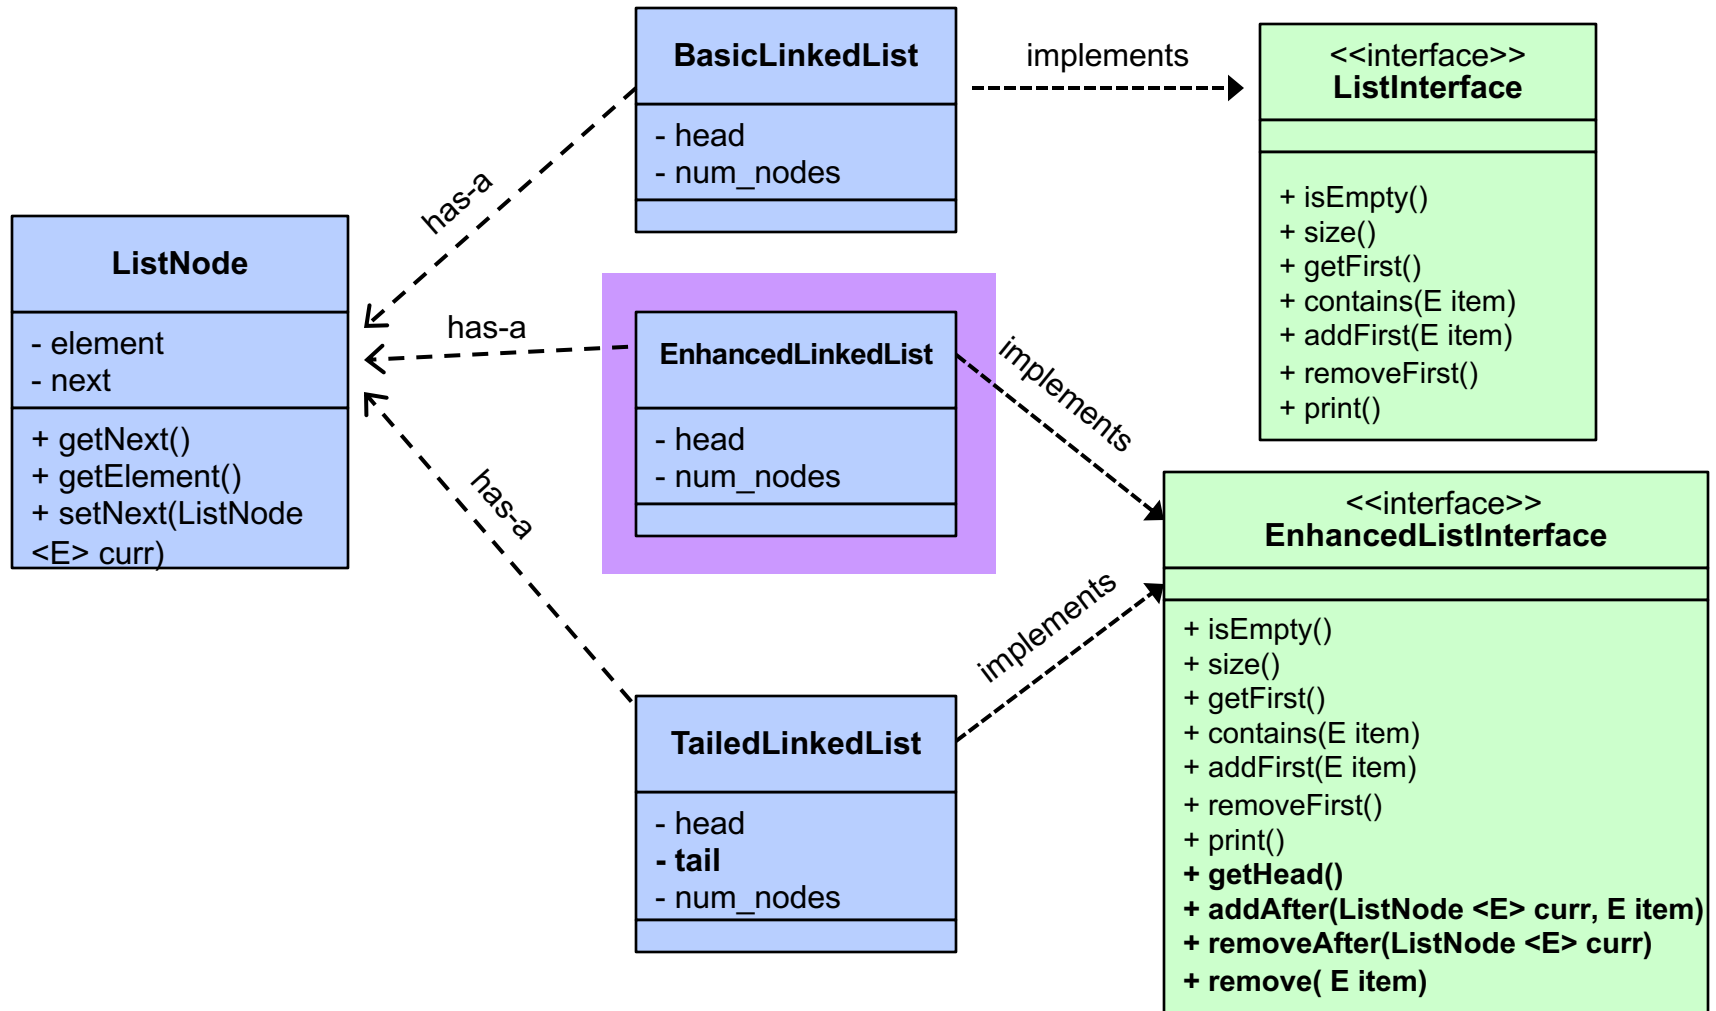 BasicLinkedList
- head
- num_nodes
implements
<<interface>>
ListInterface
+ isEmpty()
+ size()
+ getFirst()
+ contains(E item)
+ addFirst(E item)
+ removeFirst()
+ print()
has-a
ListNode
- element
- next
+ getNext()
+ getElement()
+ setNext(ListNode
<E> curr)
has-a
EnhancedLinkedList
- head
- num_nodes
implements
has-a
<<interface>>
EnhancedListInterface
+ isEmpty()
+ size()
+ getFirst()
+ contains(E item)
+ addFirst(E item)
+ removeFirst()
+ print()
+ getHead()
+ addAfter(ListNode <E> curr, E item)
+ removeAfter(ListNode <E> curr)
+ remove( E item)
implements
TailedLinkedList
- head
- tail
- num_nodes